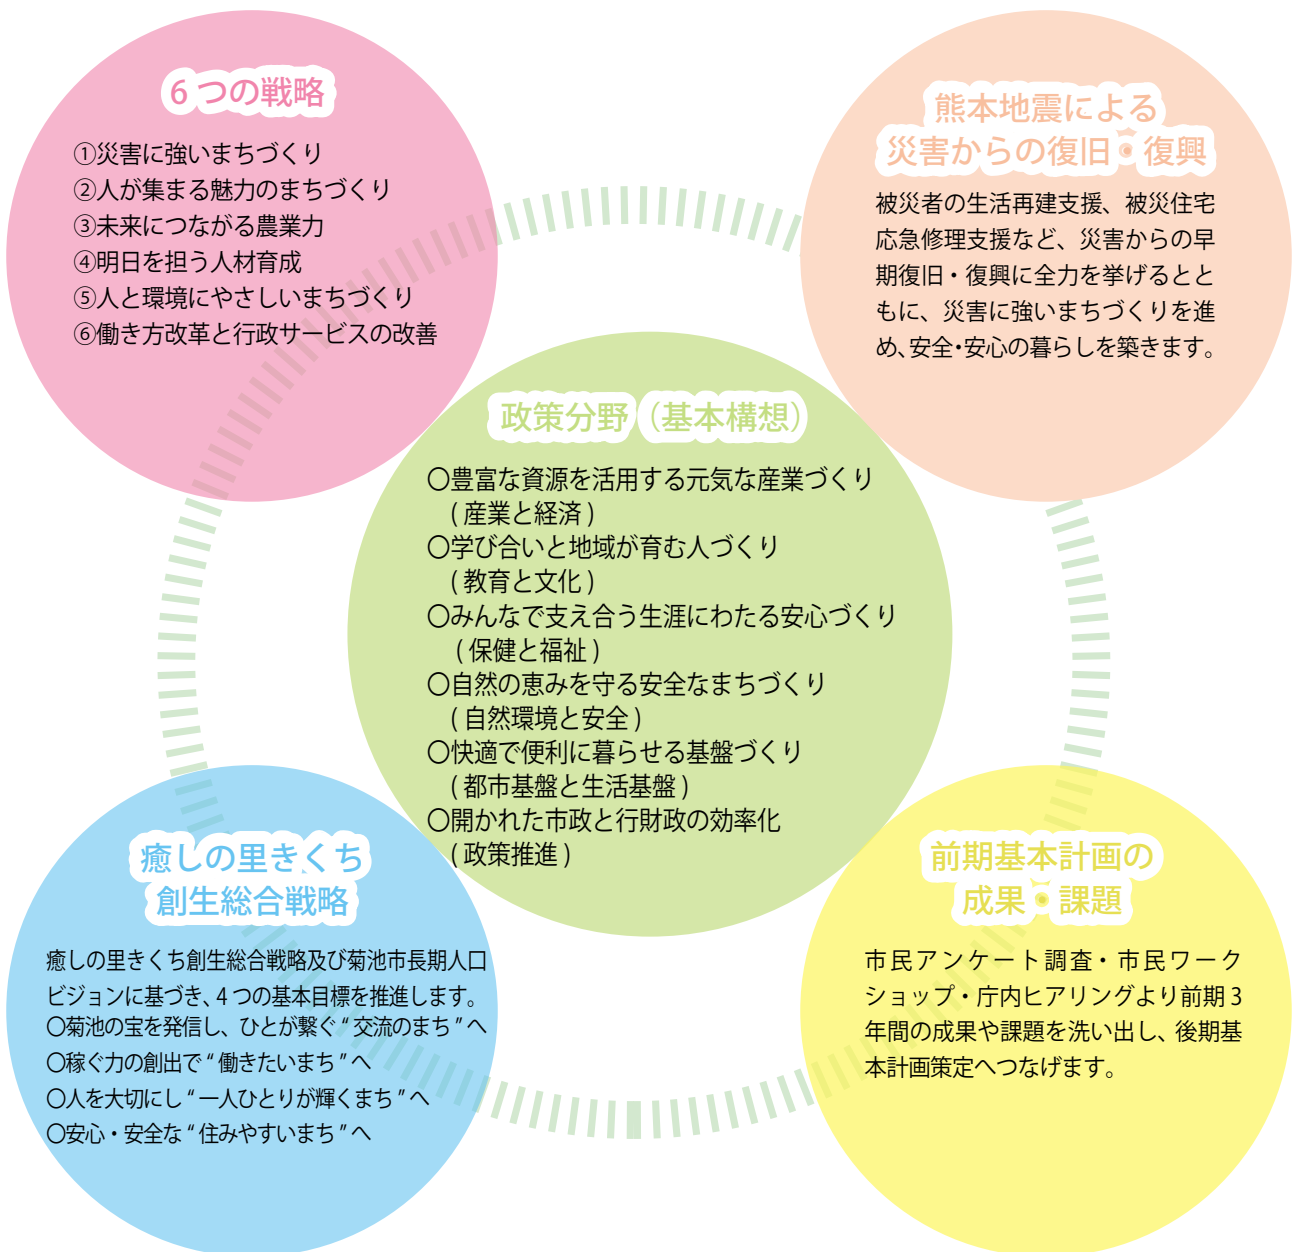 6つの戦略
①災害に強いまちづくり
②人が集まる魅力のまちづくり
③未来につながる農業力
④明日を担う人材育成
⑤人と環境にやさしいまちづくり
⑥働き方改革と行政サービスの改善
熊本地震による
災害からの復旧・復興
被災者の生活再建支援、被災住宅
応急修理支援など、災害からの早
期復旧・復興に全力を挙げるとと
もに、災害に強いまちづくりを進
め、安全・安心の暮らしを築きます。
政策分野（基本構想）
〇豊富な資源を活用する元気な産業づくり
(産業と経済)
〇学び合いと地域が育む人づくり
(教育と文化)
〇みんなで支え合う生涯にわたる安心づくり
(保健と福祉)
〇自然の恵みを守る安全なまちづくり
(自然環境と安全)
〇快適で便利に暮らせる基盤づくり
(都市基盤と生活基盤)
〇開かれた市政と行財政の効率化
(政策推進)
癒しの里きくち
創生総合戦略
癒しの里きくち創生総合戦略及び菊池市長期人口
ビジョンに基づき、4つの基本目標を推進します。
〇菊池の宝を発信し、ひとが繋ぐ“交流のまち”へ
〇稼ぐ力の創出で“働きたいまち”へ
〇人を大切にし“一人ひとりが輝くまち”へ
〇安心・安全な“住みやすいまち”へ
前期基本計画の
成果・課題
市民アンケート調査・市民ワーク
ショップ・庁内ヒアリングより前期3
年間の成果や課題を洗い出し、後期基
本計画策定へつなげます。